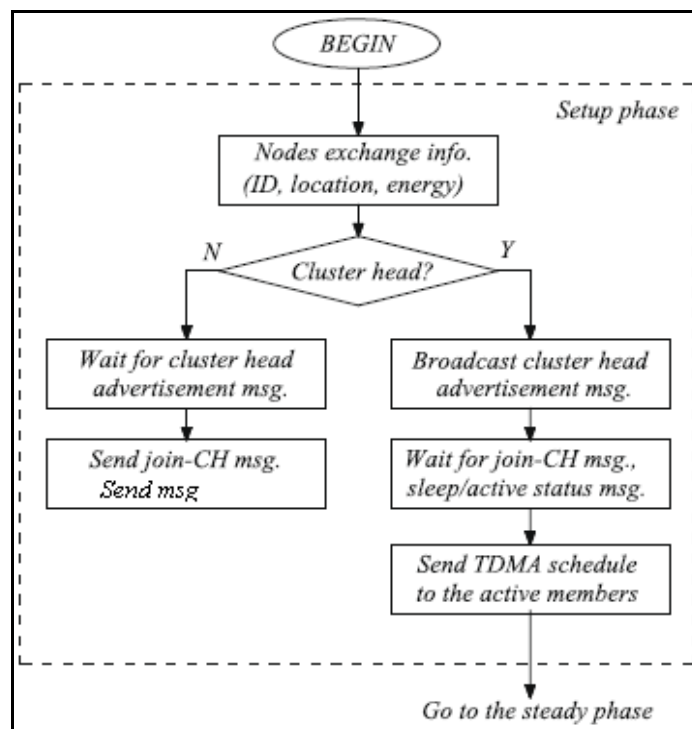 BEGIN
Setup phase
Nodes exchange info.
(ID, location, energy)
N
Y
Cluster head?
Wait for cluster head
advertisement msg.
Broadcast cluster head
advertisement msg.
Send join-CH msg.
Send msg
Wait for join-CH msg.,
sleep/active status msg.
Send TDMA schedule
to the active members
Go to the steady phase